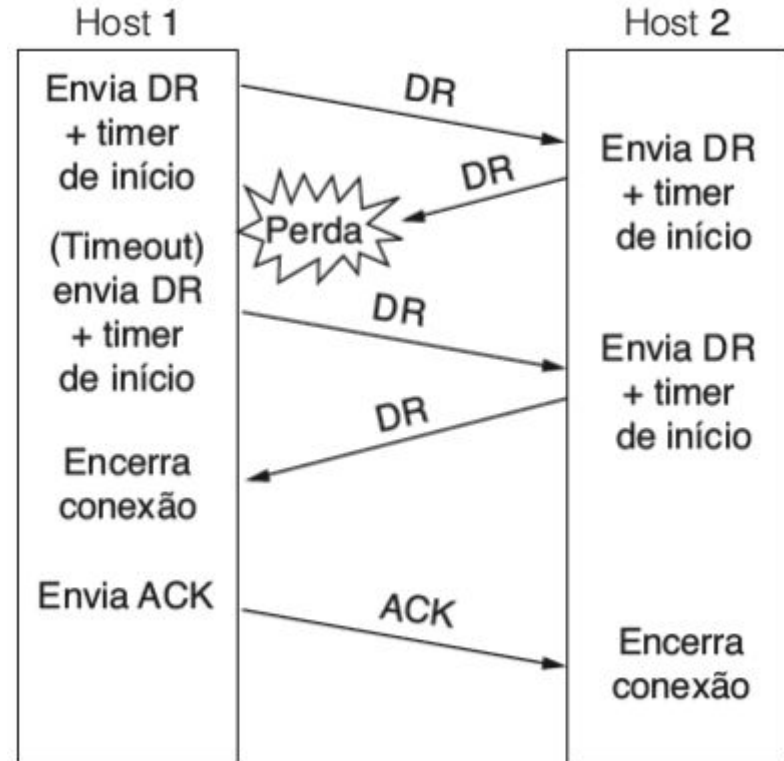 Host 1
Host 2
Envia DR
+ timer
de início
DR
Envia DR
+ timer
de início
DR
Perda
(Timeout)
envia DR
+ timer
de início
DR
Envia DR
+ timer
de início
DR
Encerra
conexão
Envia ACK
ACK
Encerra
conexão